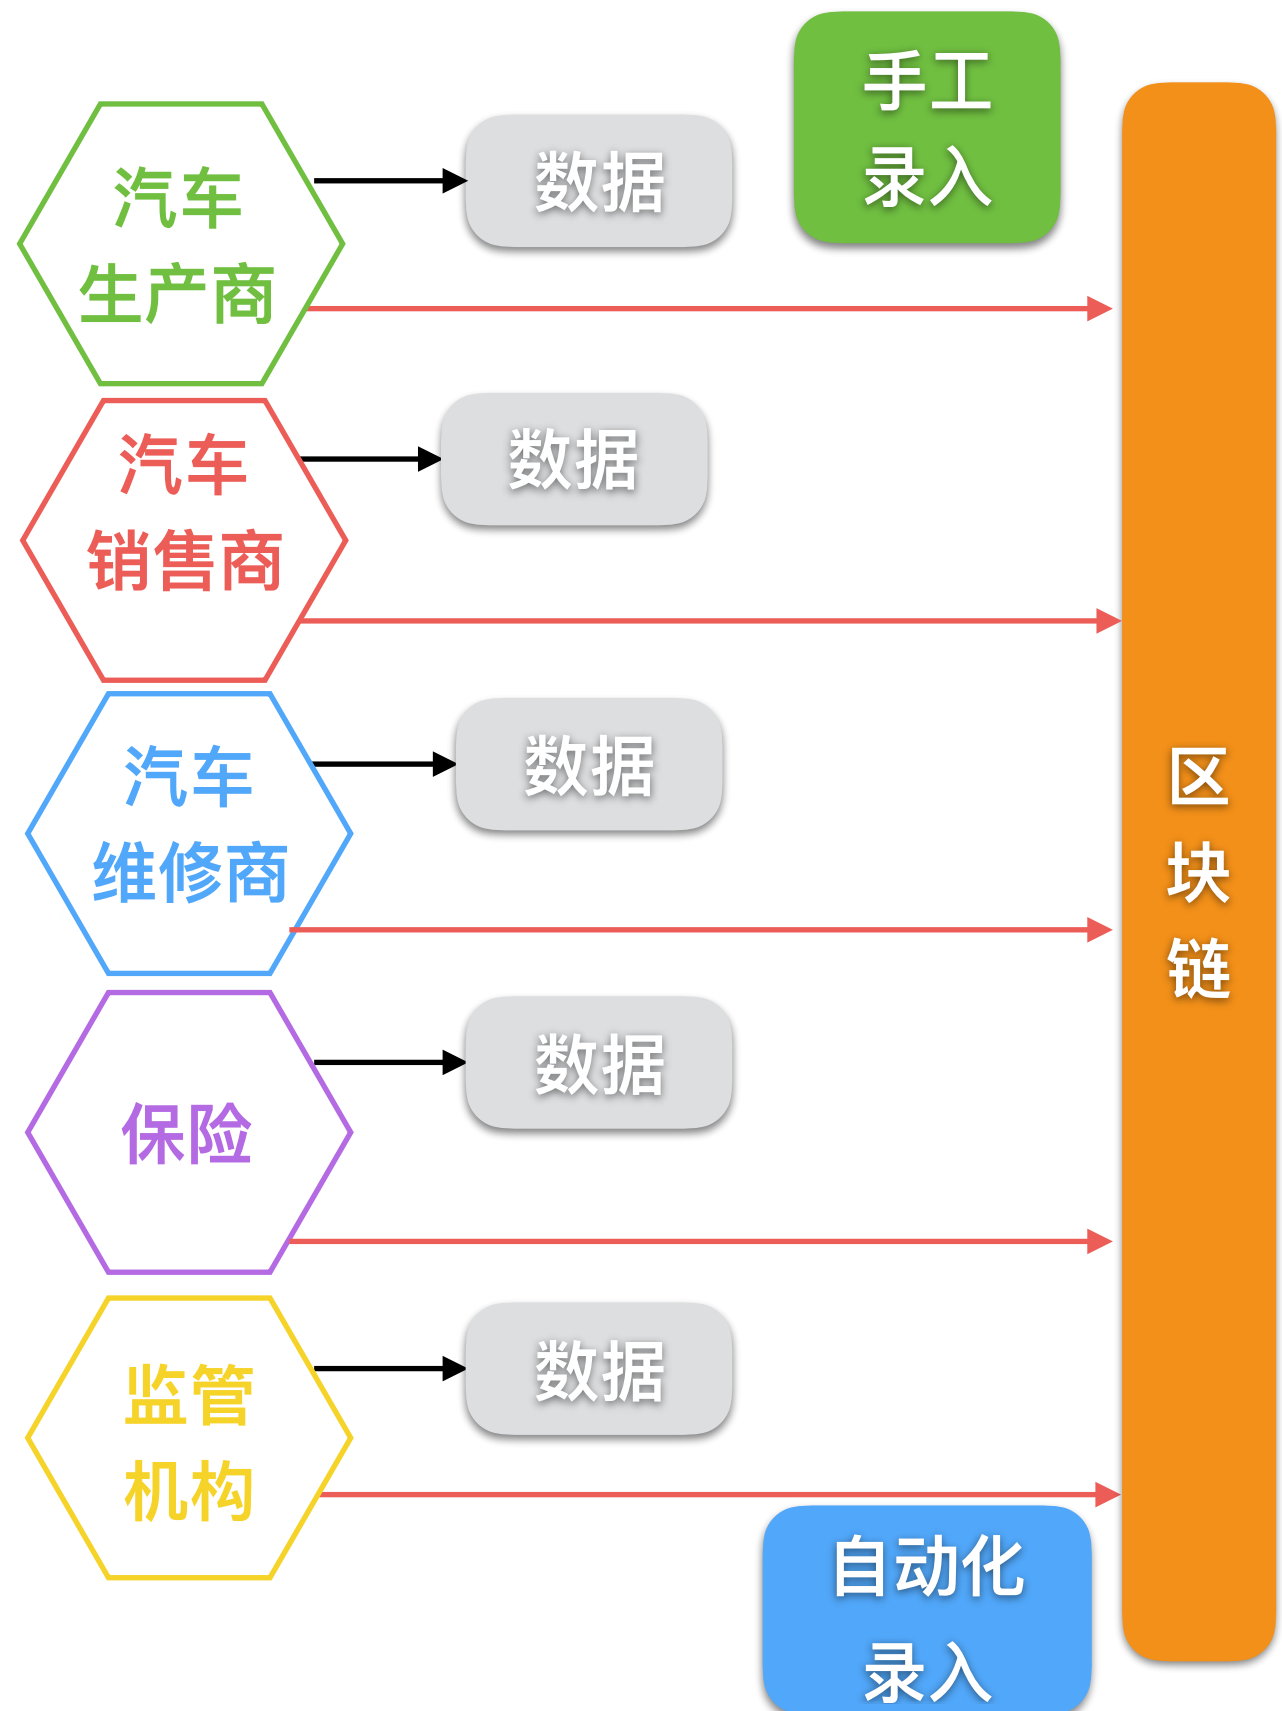 手工
录入
汽车
生产商
数据
汽车
销售商
数据
汽车
维修商
数据
区
块
链
保险
数据
监管
机构
数据
自动化
录入